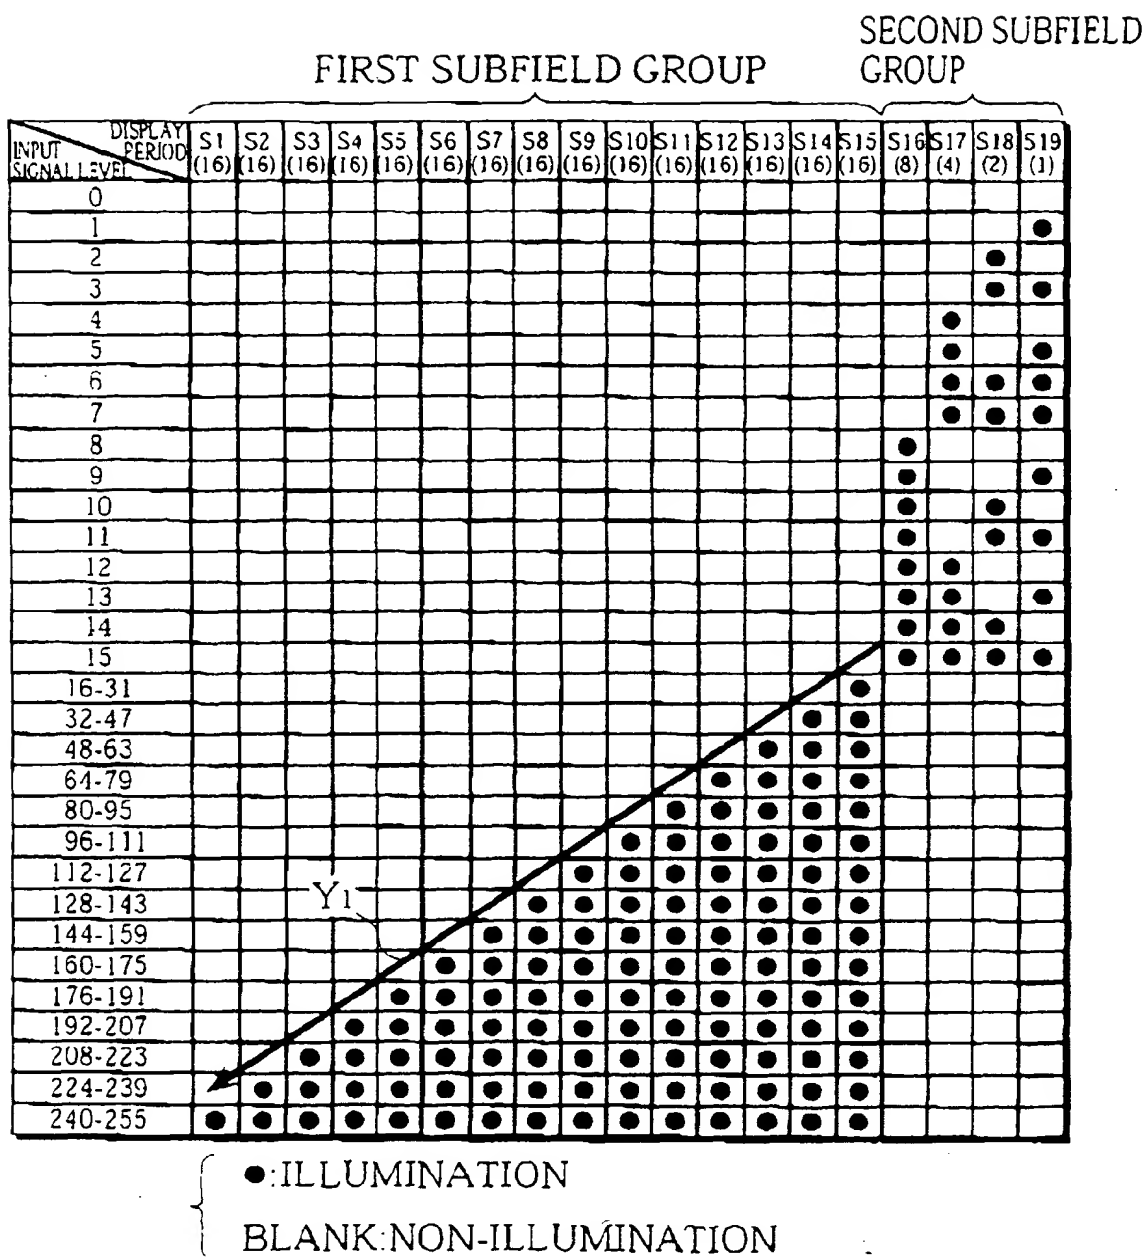 SECOND SUBFIELD
GROUP
FIRST SUBFIELD GROUP
DISPLAY PERIOD
INPUT SIGNAL LEVEL
S1 S2 S3 S4 S5 S6 S7 S8 S9 S10 S11 S12 S13 S14 S15 S16 S17 S18 S19
(16) (16) (16) (16) (16) (16) (16) (16) (16) (16) (16) (16) (16) (16) (16) (8) (4) (2) (1)
0
1 ●
2 ●
3 ● ●
4 ●
5 ● ●
6 ● ● ●
7 ● ● ●
8 ●
9 ● ●
10 ● ●
11 ● ● ●
12 ● ●
13 ● ● ●
14 ● ● ●
15 ● ● ● ●
16-31 ●
32-47 ● ●
48-63 ● ● ●
64-79 ● ● ● ●
80-95 ● ● ● ● ●
96-111 ● ● ● ● ● ●
112-127 ● ● ● ● ● ● ●
128-143 ● ● ● ● ● ● ● ●
Y1
144-159 ● ● ● ● ● ● ● ● ●
160-175 ● ● ● ● ● ● ● ● ● ●
176-191 ● ● ● ● ● ● ● ● ● ● ●
192-207 ● ● ● ● ● ● ● ● ● ● ● ●
208-223 ● ● ● ● ● ● ● ● ● ● ● ● ●
224-239 ● ● ● ● ● ● ● ● ● ● ● ● ● ●
240-255 ● ● ● ● ● ● ● ● ● ● ● ● ● ● ●
●:ILLUMINATION
BLANK:NON-ILLUMINATION